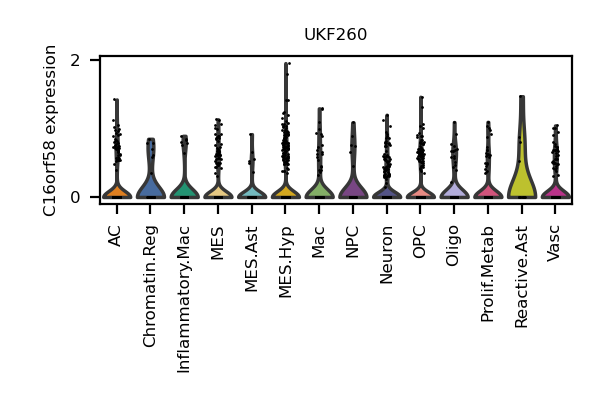 UKF260
C16orf58 expression
2
0
AC
Chromatin.Reg
Inflammatory.Mac
MES
MES.Ast
MES.Hyp
Mac
NPC
Neuron
OPC
Oligo
Prolif.Metab
Reactive.Ast
Vasc